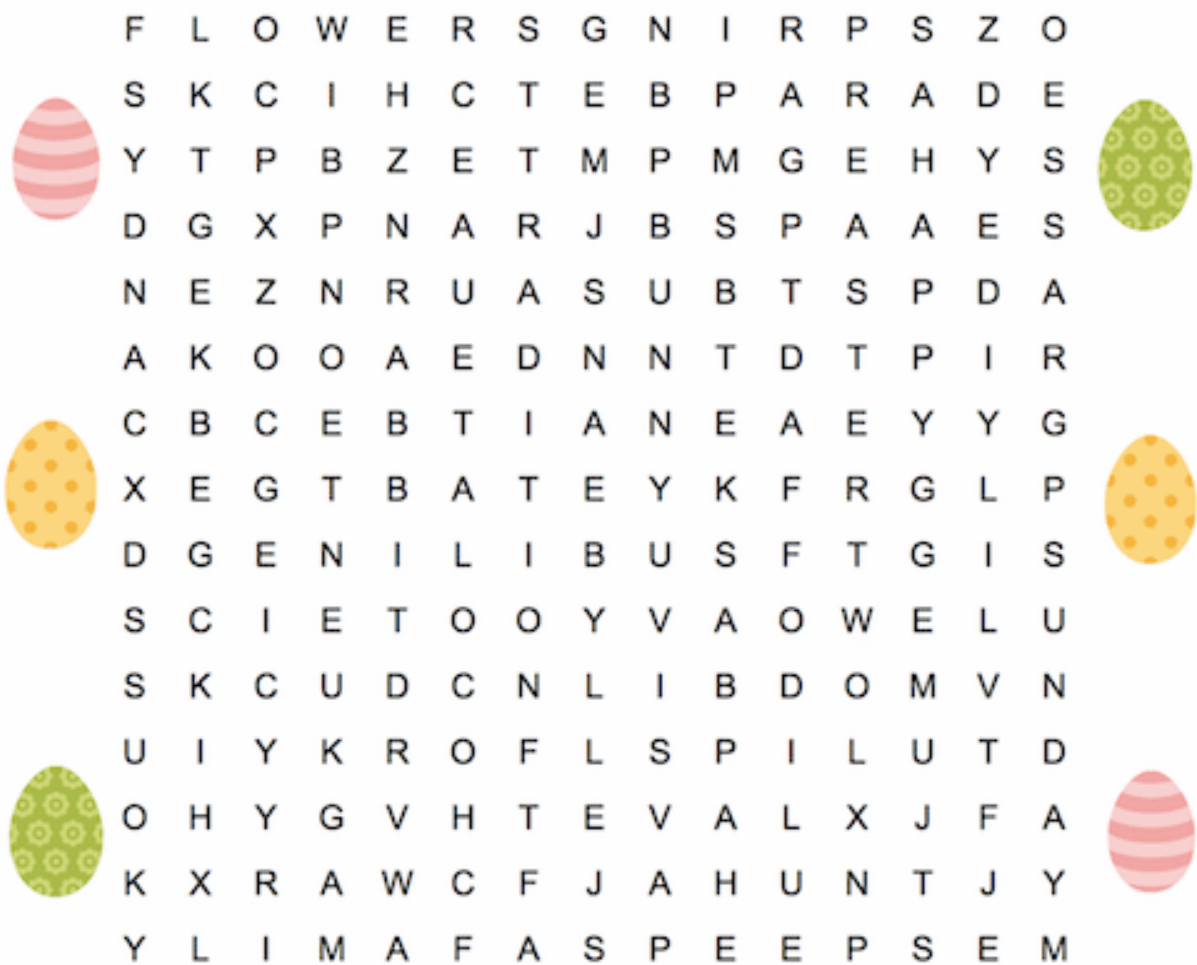 F L O W E R S G N I R P S Z O
S K C I H C T E B P A R A D E
Y T P B Z E T M P M G E H Y S
D G X P N A R J B S P A A E S
N E Z N R U A S U B T S P D A
A K O O A E D N N T D T P I R
C B C E B T I A N E A E Y Y G
X E G T B A T E Y K F R G L P
D G E N I L I B U S F T G I S
S C I E T O O Y V A O W E L U
S K C U D C N L I B D O M V N
U I Y K R O F L S P I L U T D
O H Y G V H T E V A L X J F A
K X R A W C F J A H U N T J Y
Y L I M A F A S P E E P S E M